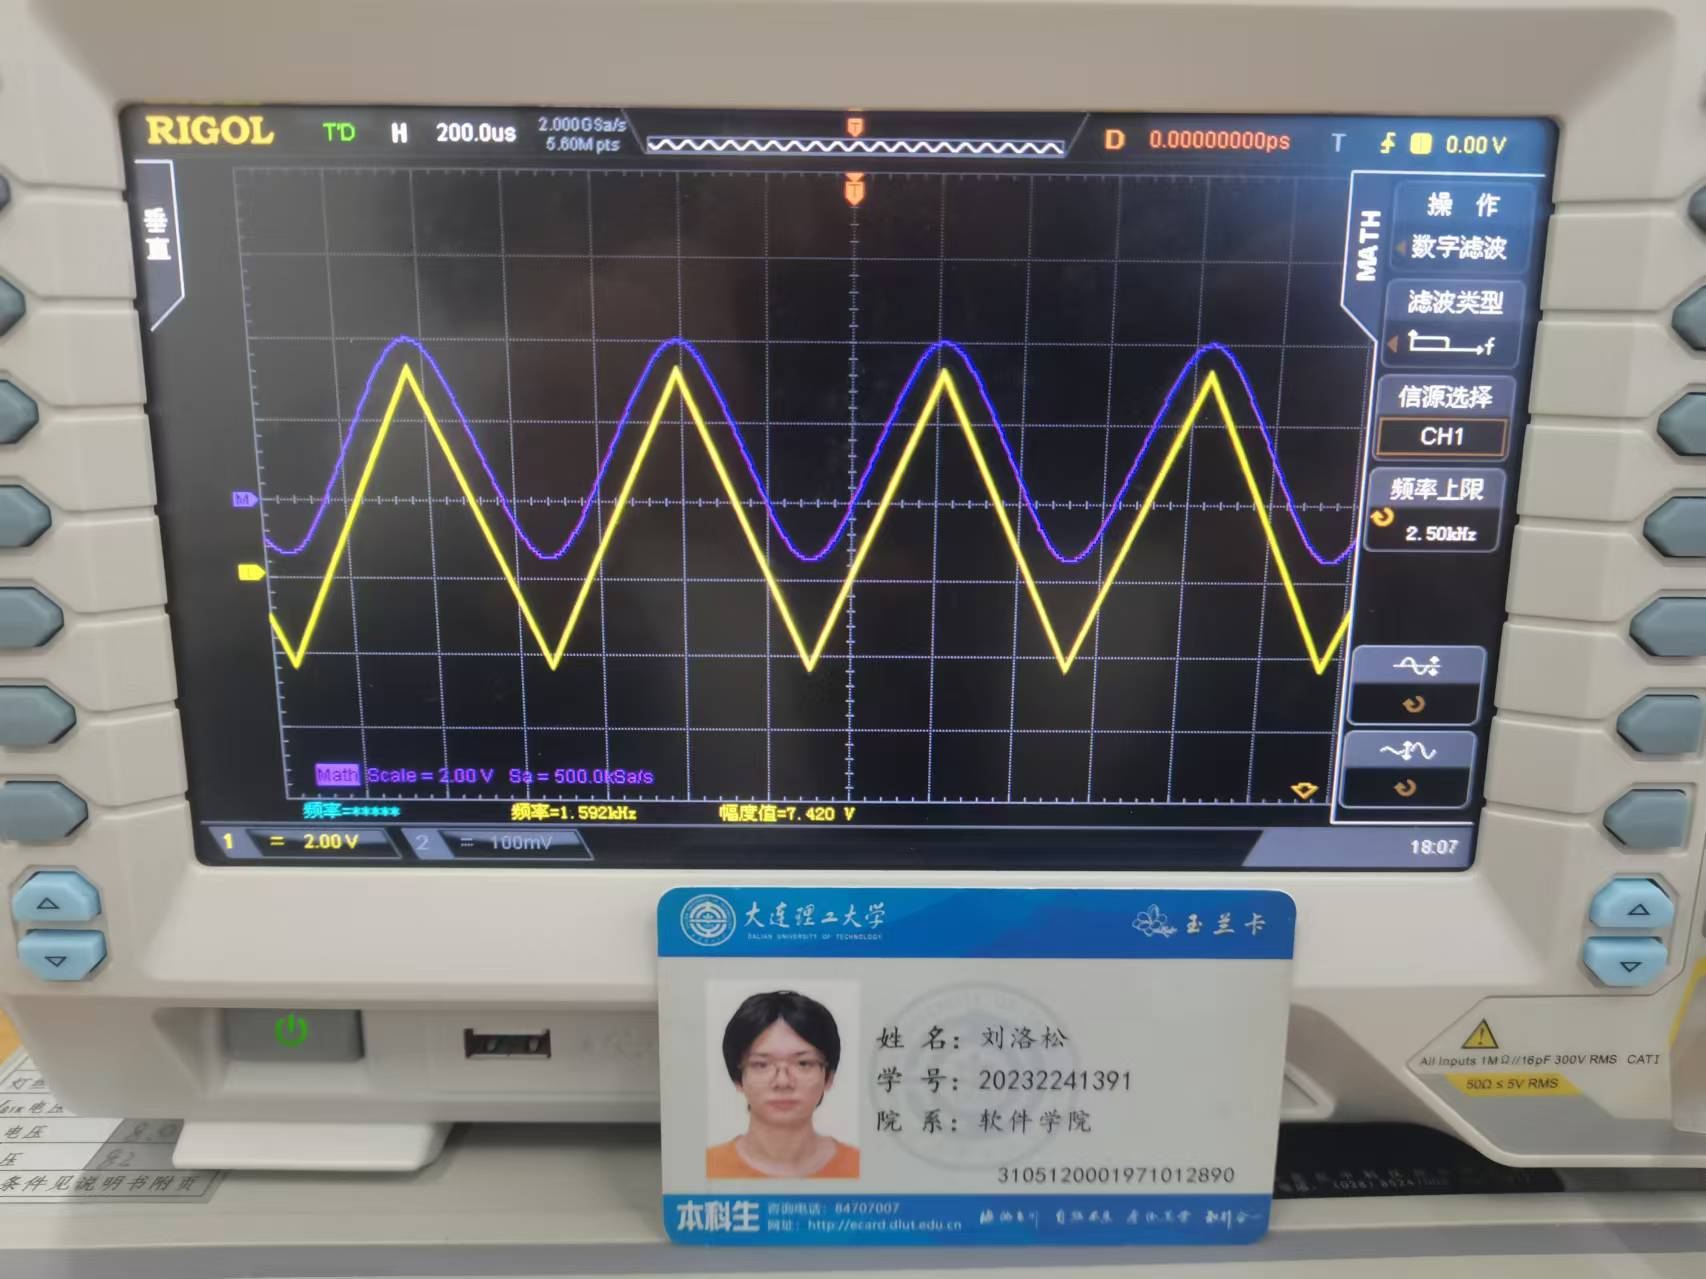 RIGOL T'D H 200.0us 2.000GSa/s 5.60M pts D 0.00000000ps T 1 0.00 V
垂直
MATH
操 作
数字滤波
滤波类型
f
信源选择
CH1
频率上限
2.50kHz
T
T
M
1
Math Scale = 2.00 V Sa = 500.0kSa/s
频率=***** 频率=1.592kHz 幅度值=7.420 V
1 = 2.00 V 2 = 100mV 18:07
All Inputs 1MΩ//16pF 300V RMS CAT I
50Ω ≤ 5V RMS
大连理工大学
DALIAN UNIVERSITY OF TECHNOLOGY
玉兰卡
姓 名: 刘洛松
学 号: 20232241391
院 系: 软件学院
3105120001971012890
本科生
咨询电话: 84707007
网址: http://ecard.dlut.edu.cn
电压
压
条件见说明书附页